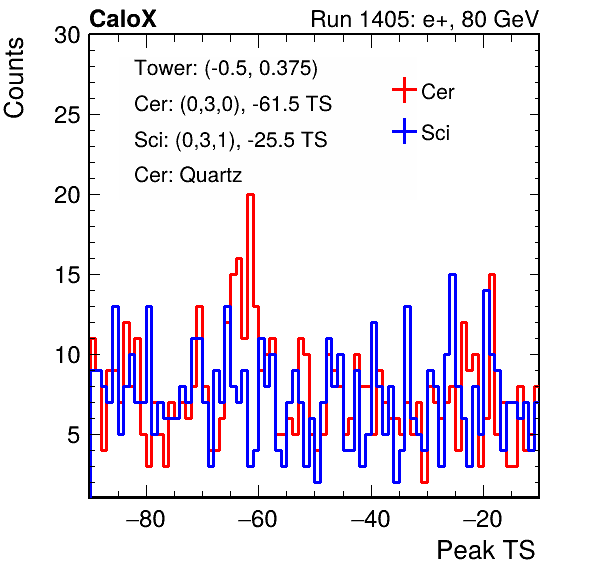 CaloX Run 1405: e+, 80 GeV
Counts
30
25
20
15
10
5
Tower: (-0.5, 0.375)
Cer: (0,3,0), -61.5 TS
Sci: (0,3,1), -25.5 TS
Cer: Quartz
Cer
Sci
−80 −60 −40 −20
Peak TS